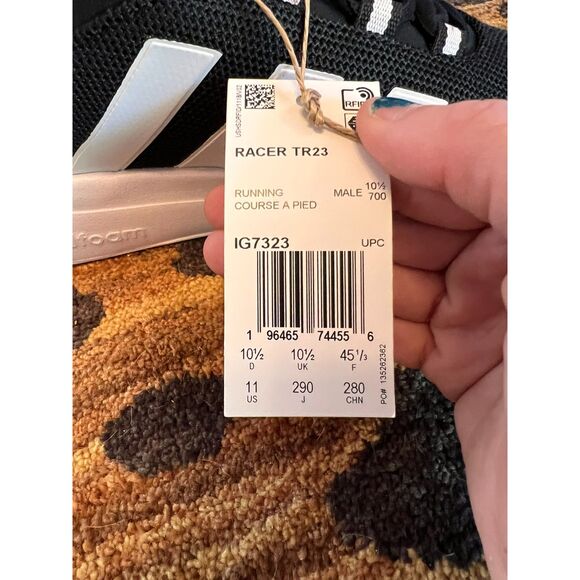 RFID
RACER TR23
RUNNING
COURSE A PIED
MALE 10½
700
IG7323 UPC
1 96465 74455 6
10½ 10½ 45⅓
D UK F
11 290 280
US J CHN
PO# 135262362
foam